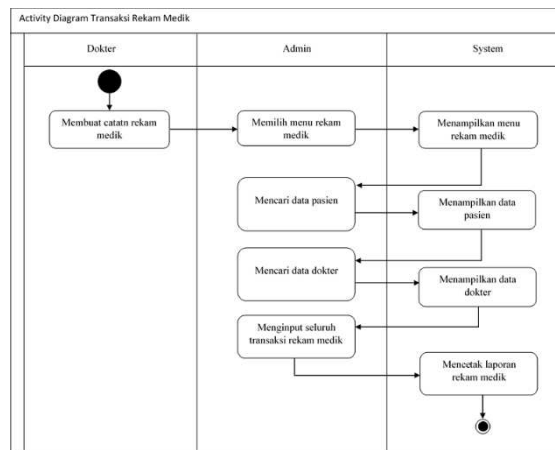 Activity Diagram Transaksi Rekam Medik
Dokter
Admin
System
Membuat catatn rekam
medik
Memilih menu rekam
medik
Menampilkan menu
rekam medik
Mencari data pasien
Menampilkan data
pasien
Mencari data dokter
Menampilkan data
dokter
Menginput seluruh
transaksi rekam medik
Mencetak laporan
rekam medik